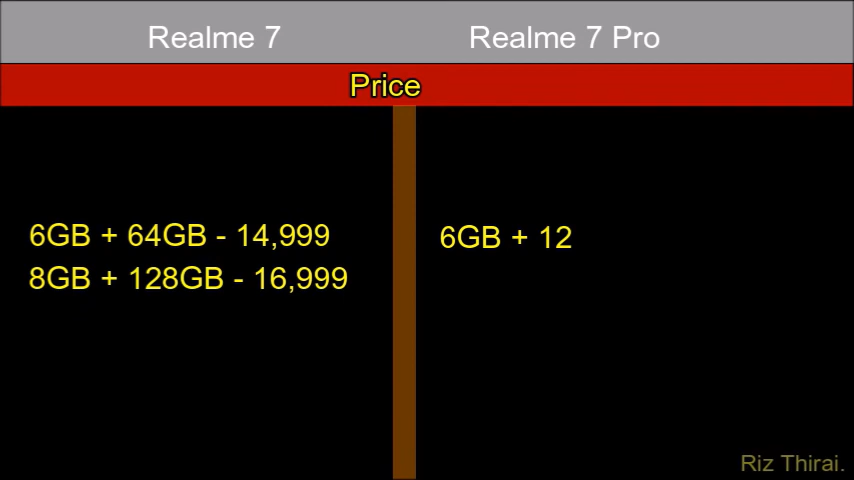 Realme 7
Realme 7 Pro
Price
6GB + 64GB - 14,999
8GB + 128GB - 16,999
6GB + 12
Riz Thirai.